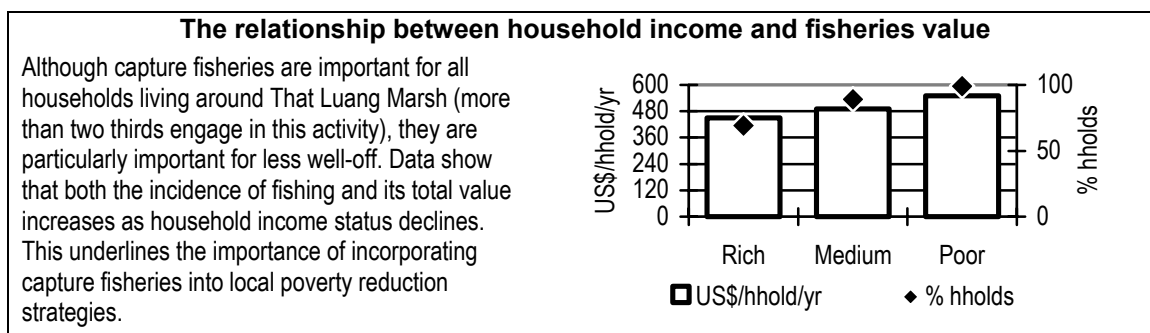 The relationship between household income and fisheries value
Although capture fisheries are important for all
households living around That Luang Marsh (more
than two thirds engage in this activity), they are
particularly important for less well-off. Data show
that both the incidence of fishing and its total value
increases as household income status declines.
This underlines the importance of incorporating
capture fisheries into local poverty reduction
strategies.
US$/hhold/yr
600
480
360
240
120
0
100
50
0
% hholds
Rich Medium Poor
US$/hhold/yr % hholds